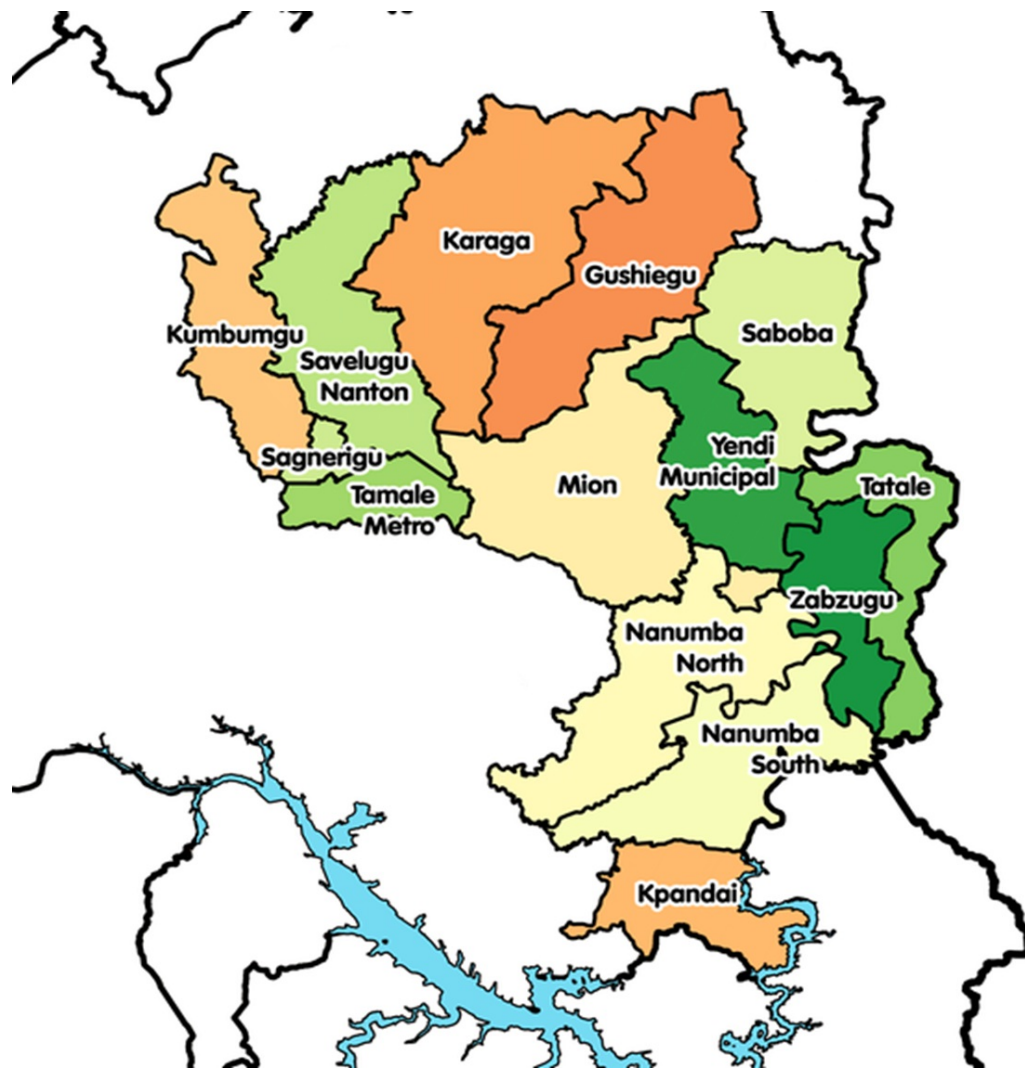 Karaga
Gushiegu
Kumbumgu
Saboba
Savelugu
Nanton
Yendi
Municipal
Sagnerigu
Mion
Tatale
Tamale
Metro
Zabzugu
Nanumba
North
Nanumba
South
Kpandai